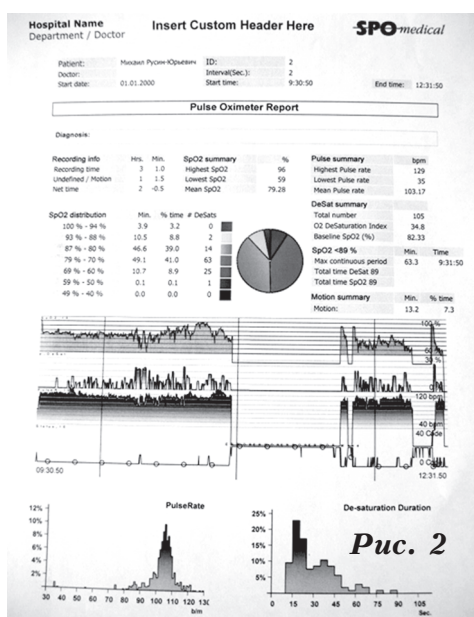 Hospital Name
Department / Doctor
Insert Custom Header Here
SPO medical
Patient: Михаил Русин Юрьевич ID: 2
Doctor: Interval(Sec.): 2
Start date: 01.01.2000 Start time: 9:30:50 End time: 12:31:50
Pulse Oximeter Report
Diagnosis:
Recording info Hrs. Min. SpO2 summary % Pulse summary bpm
Recording time 3 1.0 Highest SpO2 96 Highest Pulse rate 129
Undefined / Motion 1 1.5 Lowest SpO2 59 Lowest Pulse rate 35
Net time 2 -0.5 Mean SpO2 79.28 Mean Pulse rate 103.17
DeSat summary
Total number 105
O2 DeSaturation Index 34.8
Baseline SpO2 (%) 82.33
SpO2 <89 % Min. Time
Max continuous period 63.3 9:31:50
Total time DeSat 89
Total time SpO2 89
Motion summary Min. % time
Motion: 13.2 7.3
SpO2 distribution Min. % time # DeSats
100 % - 94 % 3.9 3.2 0
93 % - 88 % 10.5 8.8 2
87 % - 80 % 46.6 39.0 14
79 % - 70 % 49.1 41.0 63
69 % - 60 % 10.7 8.9 25
59 % - 50 % 0.1 0.1 1
49 % - 40 % 0.0 0.0 0
100 %
60 %
30 %
0
120 bpm
40 bpm
40 Code
0 Code
09:30:50 12:31:50
PulseRate
12%
10%
8%
6%
4%
2%
30 40 50 60 70 80 90 100 110 120 130
b/m
De-saturation Duration
25%
20%
15%
10%
5%
0 15 30 45 60 75 90 105
Sec.
Рис. 2